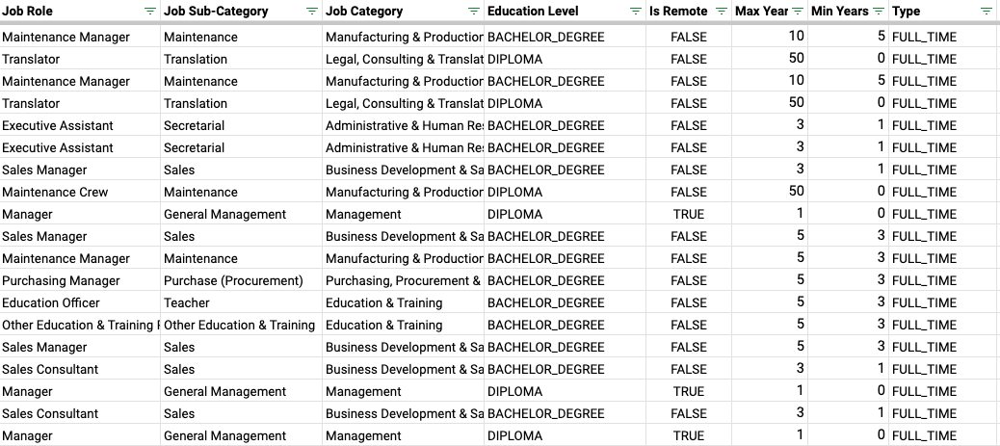 Job Role Job Sub-Category Job Category Education Level Is Remote Max Year Min Years Type
Maintenance Manager Maintenance Manufacturing & Production BACHELOR_DEGREE FALSE 10 5 FULL_TIME
Translator Translation Legal, Consulting & Translat DIPLOMA FALSE 50 0 FULL_TIME
Maintenance Manager Maintenance Manufacturing & Production BACHELOR_DEGREE FALSE 10 5 FULL_TIME
Translator Translation Legal, Consulting & Translat DIPLOMA FALSE 50 0 FULL_TIME
Executive Assistant Secretarial Administrative & Human Res BACHELOR_DEGREE FALSE 3 1 FULL_TIME
Executive Assistant Secretarial Administrative & Human Res BACHELOR_DEGREE FALSE 3 1 FULL_TIME
Sales Manager Sales Business Development & Sa BACHELOR_DEGREE FALSE 3 1 FULL_TIME
Maintenance Crew Maintenance Manufacturing & Production DIPLOMA FALSE 50 0 FULL_TIME
Manager General Management Management DIPLOMA TRUE 1 0 FULL_TIME
Sales Manager Sales Business Development & Sa BACHELOR_DEGREE FALSE 5 3 FULL_TIME
Maintenance Manager Maintenance Manufacturing & Production BACHELOR_DEGREE FALSE 5 3 FULL_TIME
Purchasing Manager Purchase (Procurement) Purchasing, Procurement & BACHELOR_DEGREE FALSE 5 3 FULL_TIME
Education Officer Teacher Education & Training BACHELOR_DEGREE FALSE 5 3 FULL_TIME
Other Education & Training Other Education & Training Education & Training BACHELOR_DEGREE FALSE 5 3 FULL_TIME
Sales Manager Sales Business Development & Sa BACHELOR_DEGREE FALSE 5 3 FULL_TIME
Sales Consultant Sales Business Development & Sa BACHELOR_DEGREE FALSE 3 1 FULL_TIME
Manager General Management Management DIPLOMA TRUE 1 0 FULL_TIME
Sales Consultant Sales Business Development & Sa BACHELOR_DEGREE FALSE 3 1 FULL_TIME
Manager General Management Management DIPLOMA TRUE 1 0 FULL_TIME